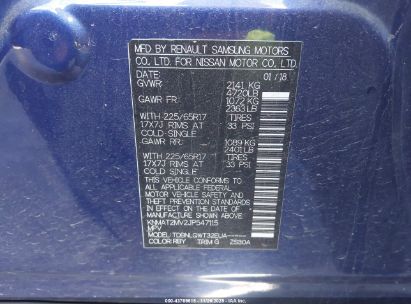 MFD BY RENAULT SAMSUNG MOTORS
CO. LTD. FOR NISSAN MOTOR CO. LTD.
DATE: 01/18
GVWR: 2141 KG
4720LB
GAWR FR: 1072 KG
2363LB
WITH 225/65R17 TIRES
17X7J RIMS AT 33 PSI
COLD-SINGLE
GAWR RR: 1089 KG
2401LB
WITH 225/65R17 TIRES
17X7J RIMS AT 33 PSI
COLD-SINGLE
THIS VEHICLE CONFORMS TO ALL
APPLICABLE FEDERAL MOTOR VEHICLE
SAFETY, BUMPER, AND THEFT
PREVENTION STANDARDS IN EFFECT
ON THE DATE OF MANUFACTURE
SHOWN ABOVE
KNMAT2MV2JP547115
MPV
MODEL
COLOR RBY TRIM G